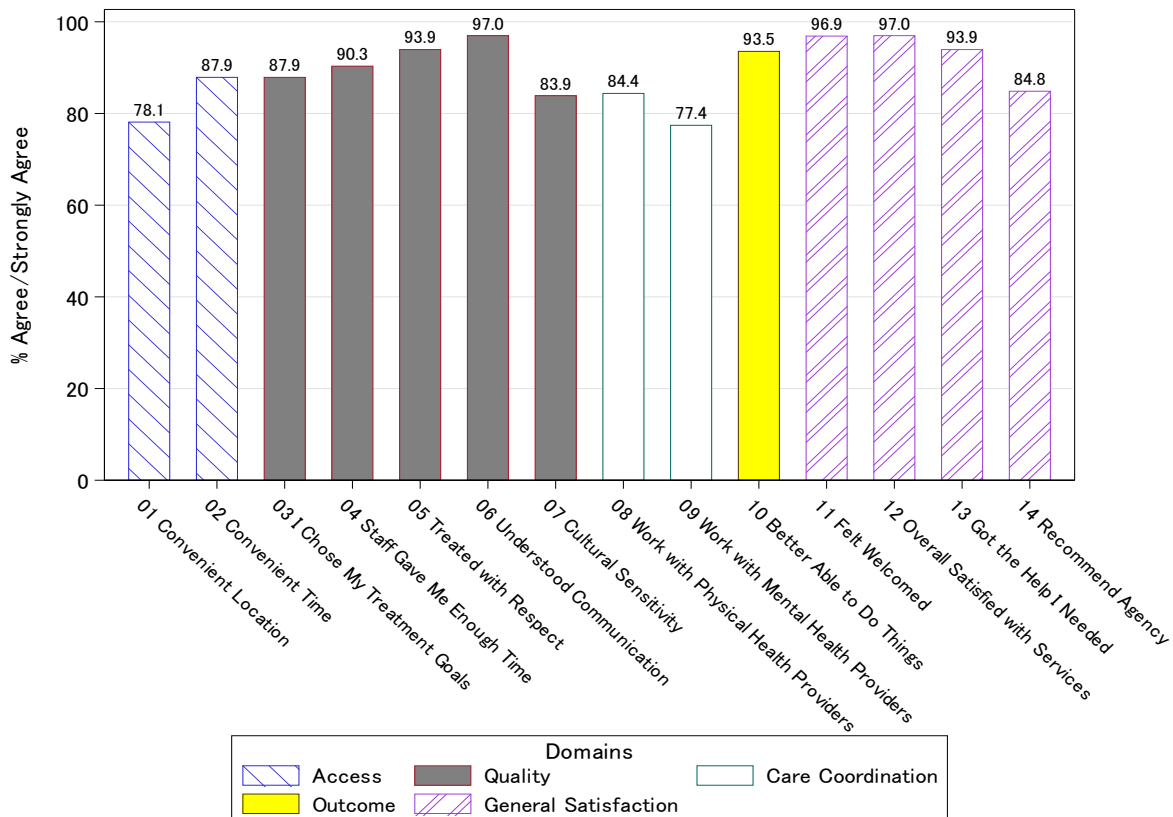 % Agree/Strongly Agree
100
80
60
40
20
0
78.1
87.9
87.9
90.3
93.9
97.0
83.9
84.4
77.4
93.5
96.9
97.0
93.9
84.8
01 Convenient Location
02 Convenient Time
03 I Chose My Treatment Goals
04 Staff Gave Me Enough Time
05 Treated with Respect
06 Understood Communication
07 Cultural Sensitivity
08 Work with Physical Health Providers
09 Work with Mental Health Providers
10 Better Able to Do Things
11 Felt Welcomed
12 Overall Satisfied with Services
13 Got the Help I Needed
14 Recommend Agency
Domains
Access Quality Care Coordination
Outcome General Satisfaction